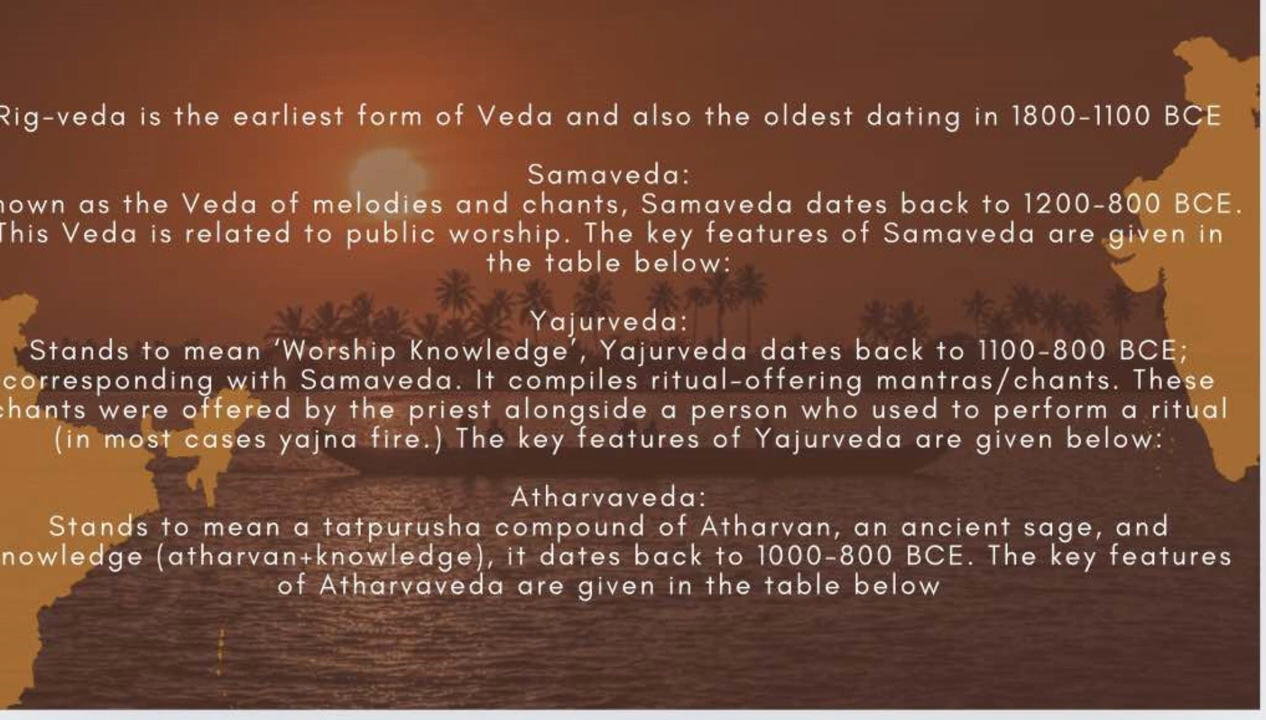 Rig-veda is the earliest form of Veda and also the oldest dating in 1800-1100 BCE
Samaveda:
nown as the Veda of melodies and chants, Samaveda dates back to 1200-800 BCE.
This Veda is related to public worship. The key features of Samaveda are given in
the table below:
Yajurveda:
Stands to mean ‘Worship Knowledge’, Yajurveda dates back to 1100-800 BCE;
corresponding with Samaveda. It compiles ritual-offering mantras/chants. These
chants were offered by the priest alongside a person who used to perform a ritual
(in most cases yajna fire.) The key features of Yajurveda are given below:
Atharvaveda:
Stands to mean a tatpurusha compound of Atharvan, an ancient sage, and
nowledge (atharvan+knowledge), it dates back to 1000-800 BCE. The key features
of Atharvaveda are given in the table below